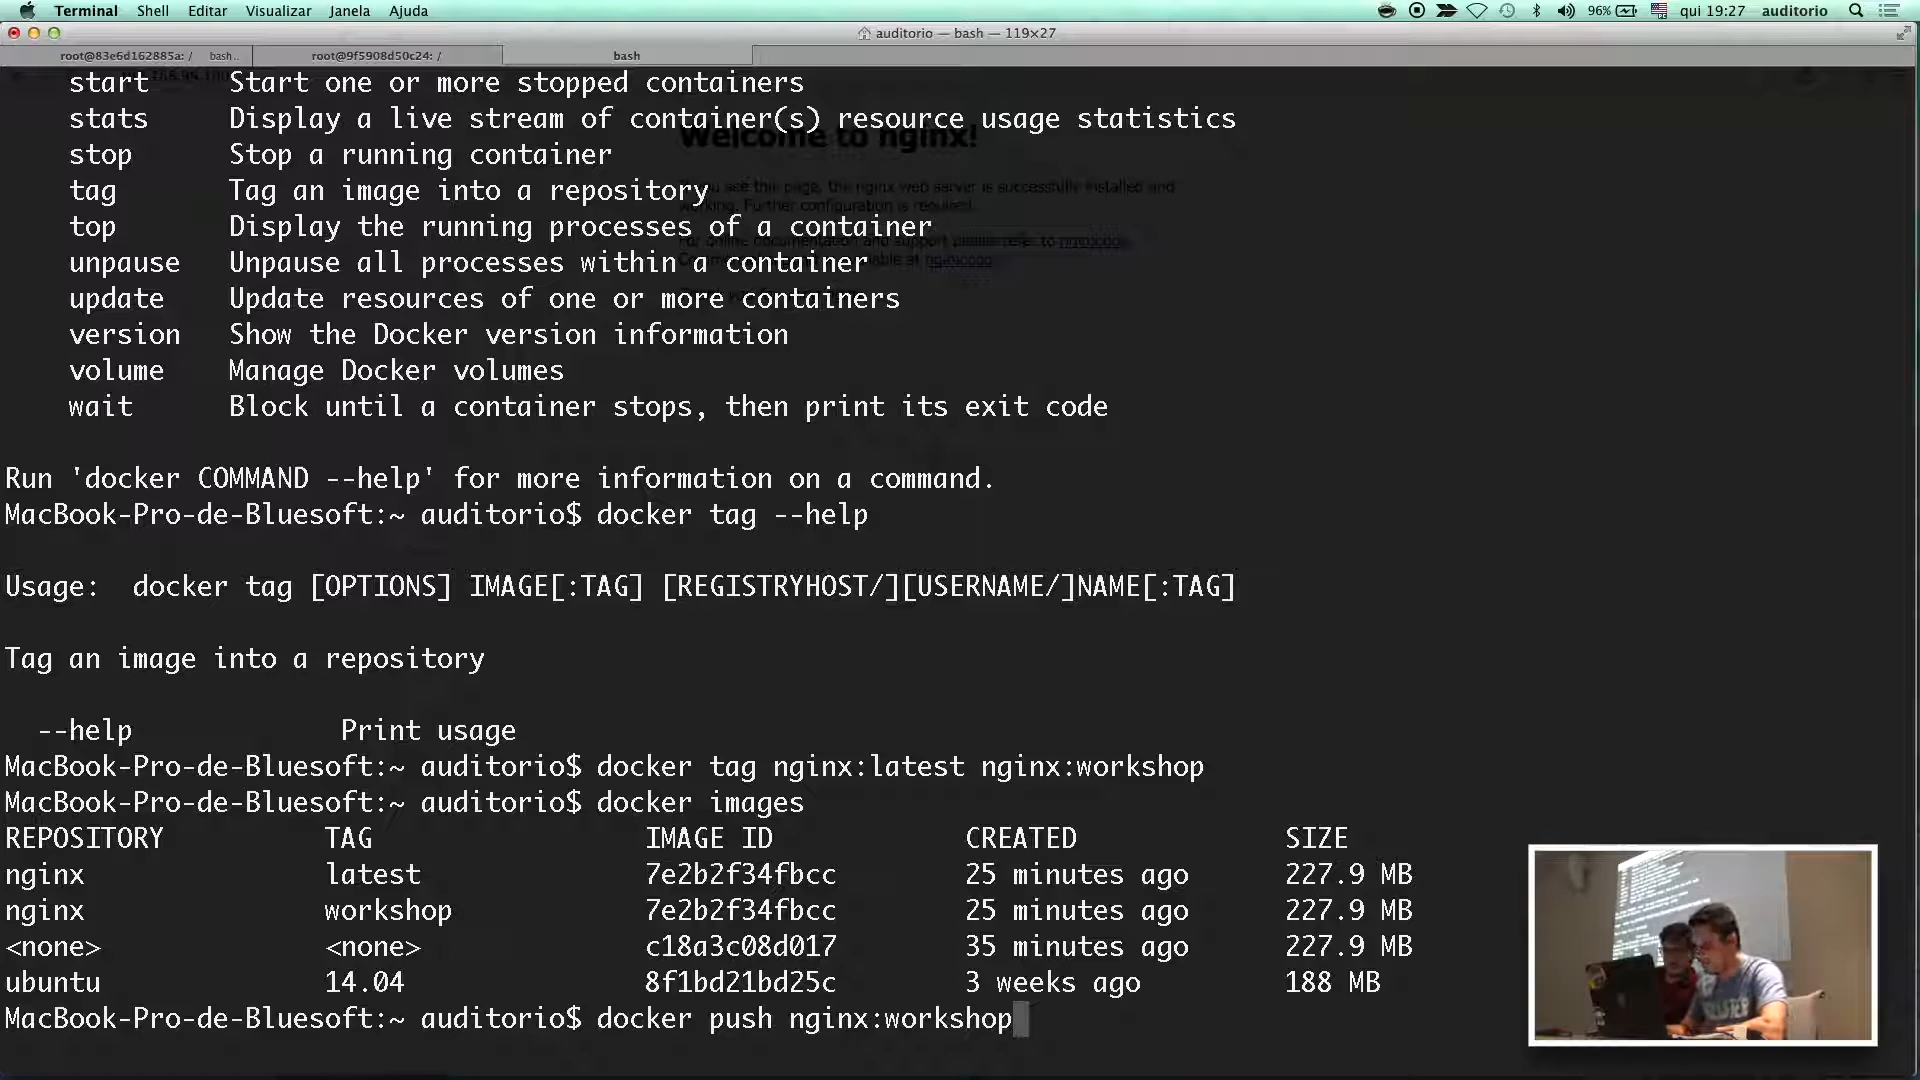 Terminal Shell Editar Visualizar Janela Ajuda 96% qui 19:27 auditorio
auditorio — bash — 119×27
root@83e6d162885a: / bash... root@9f5908d50c24: / bash
start Start one or more stopped containers
stats Display a live stream of container(s) resource usage statistics
Welcome to nginx!
stop Stop a running container
tag Tag an image into a repository
top Display the running processes of a container
unpause Unpause all processes within a container
update Update resources of one or more containers
version Show the Docker version information
volume Manage Docker volumes
wait Block until a container stops, then print its exit code
Run 'docker COMMAND --help' for more information on a command.
MacBook-Pro-de-Bluesoft:~ auditorio$ docker tag --help
Usage: docker tag [OPTIONS] IMAGE[:TAG] [REGISTRYHOST/][USERNAME/]NAME[:TAG]
Tag an image into a repository
--help Print usage
MacBook-Pro-de-Bluesoft:~ auditorio$ docker tag nginx:latest nginx:workshop
MacBook-Pro-de-Bluesoft:~ auditorio$ docker images
REPOSITORY TAG IMAGE ID CREATED SIZE
nginx latest 7e2b2f34fbcc 25 minutes ago 227.9 MB
nginx workshop 7e2b2f34fbcc 25 minutes ago 227.9 MB
<none> <none> c18a3c08d017 35 minutes ago 227.9 MB
ubuntu 14.04 8f1bd21bd25c 3 weeks ago 188 MB
MacBook-Pro-de-Bluesoft:~ auditorio$ docker push nginx:workshop